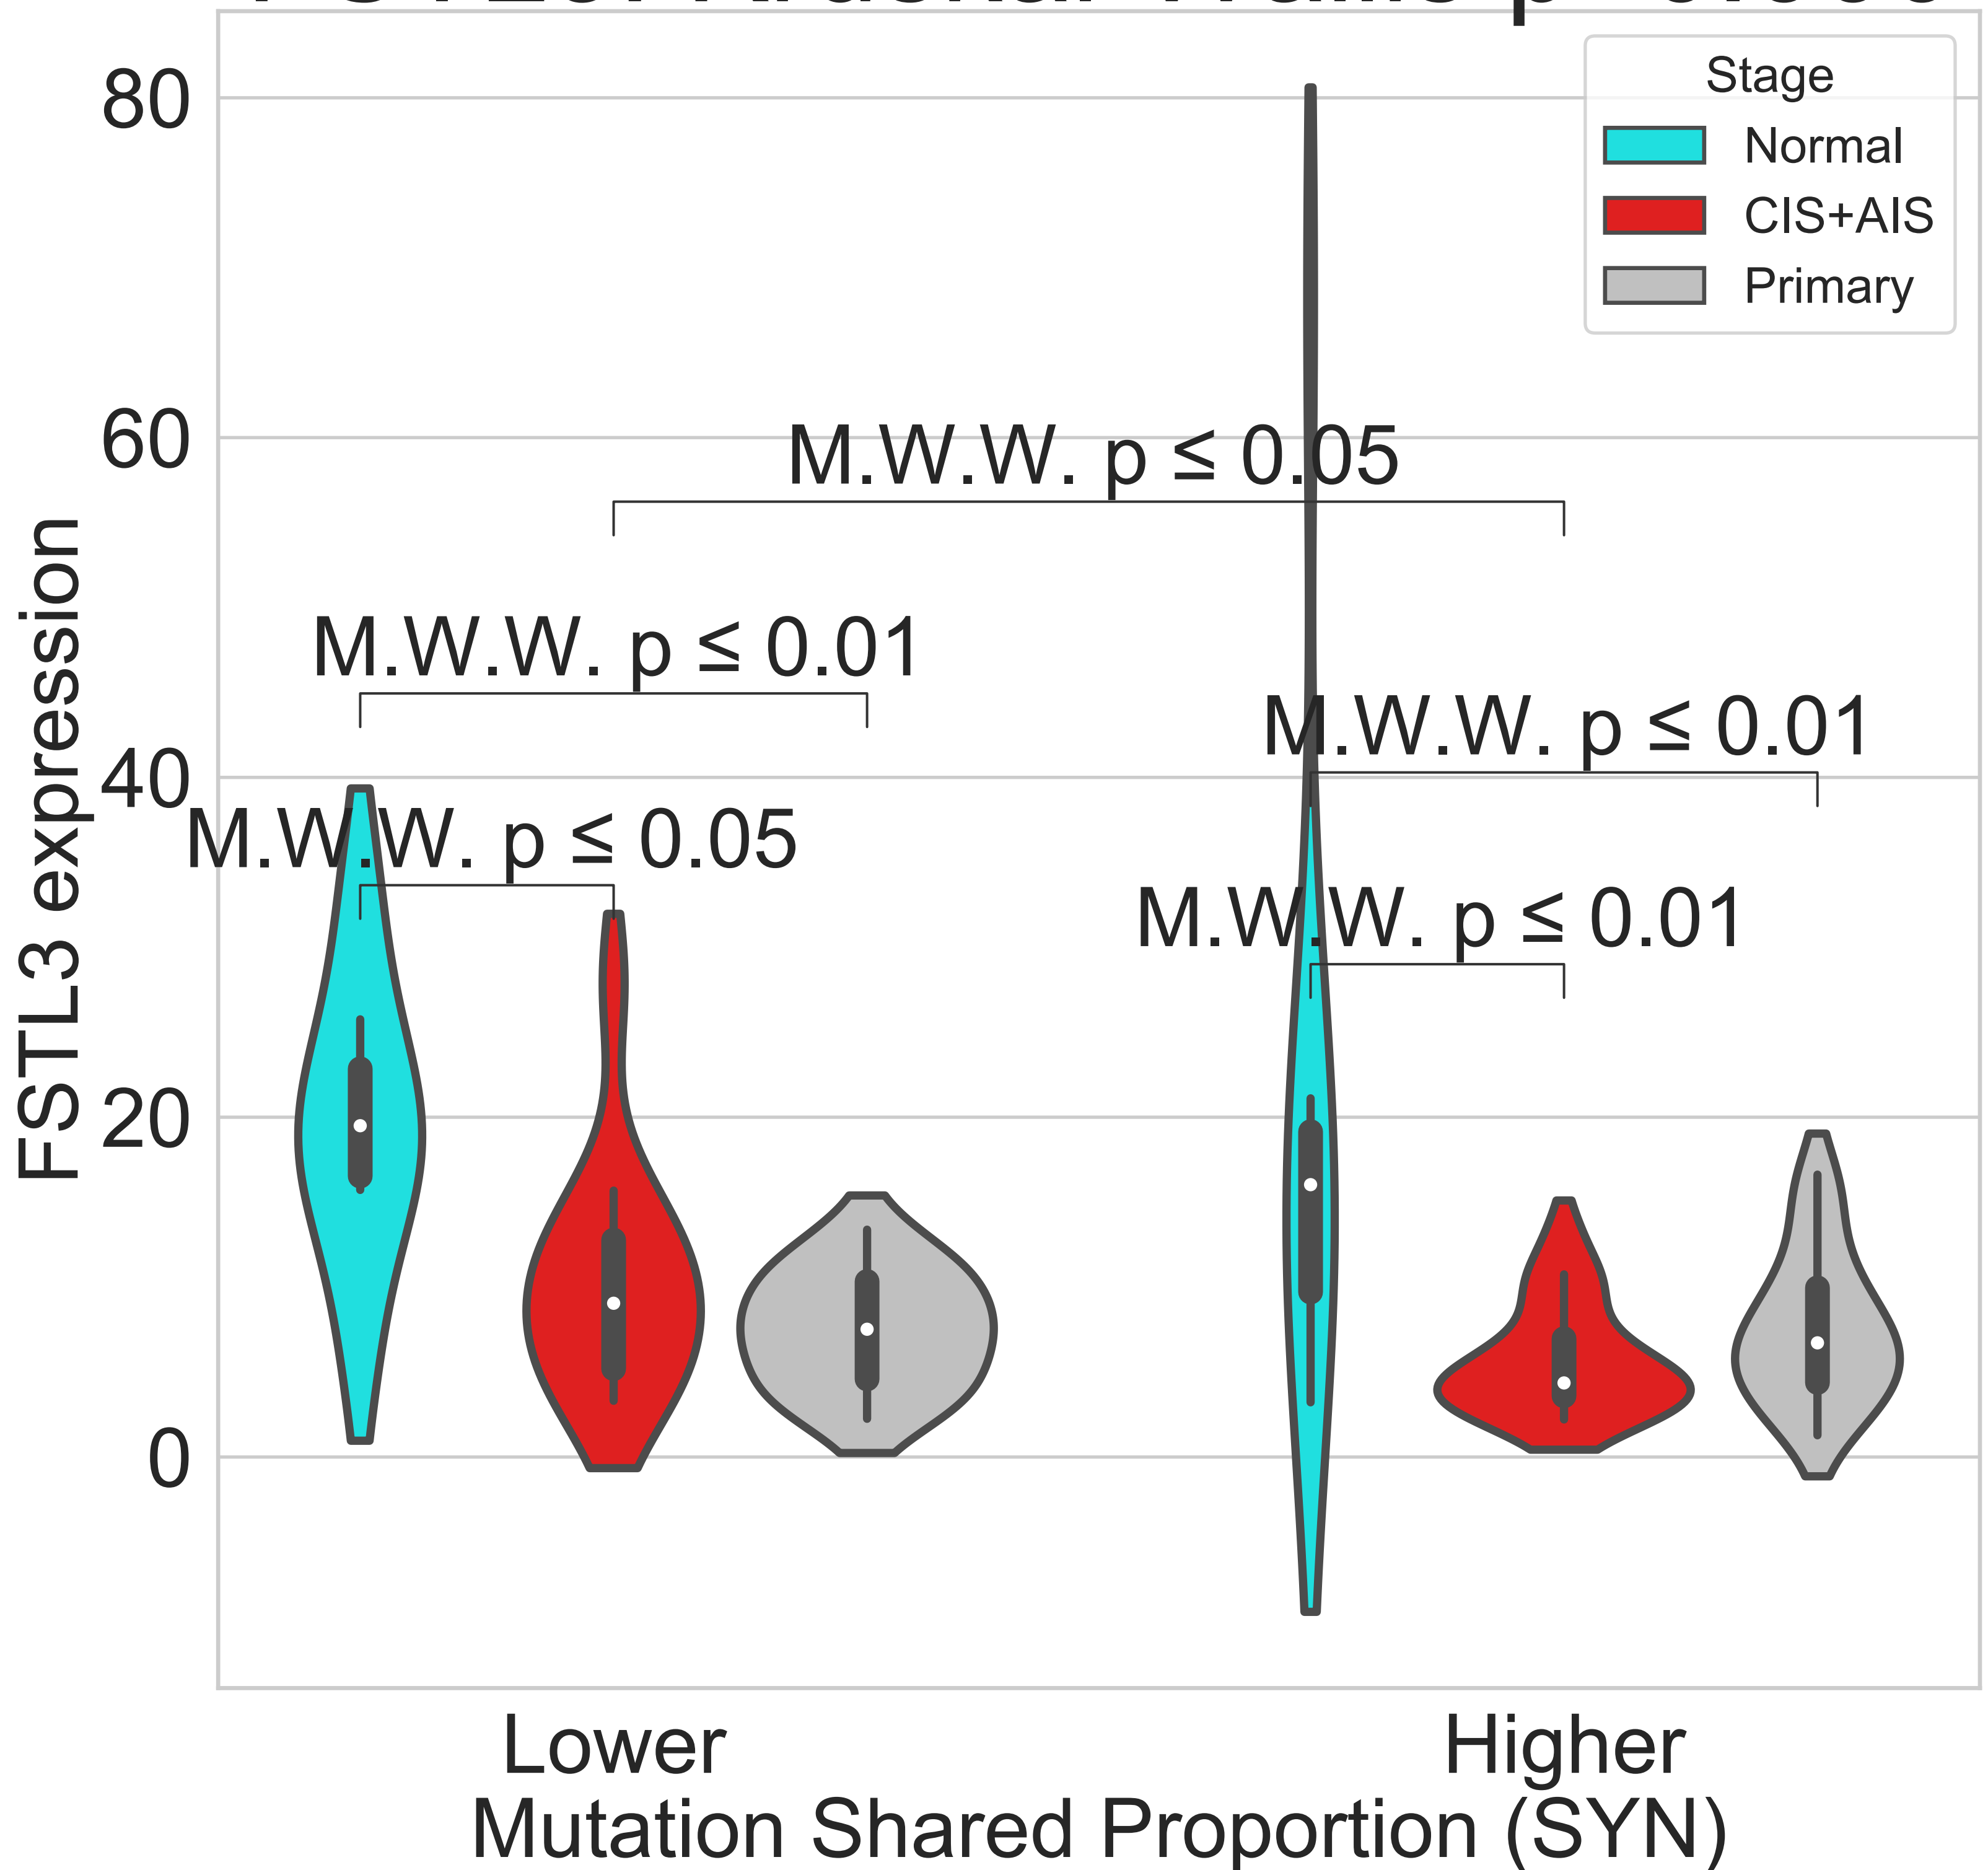 Stage
Normal
CIS+AIS
Primary
80
60
40
20
0
FSTL3 expression
M.W.W. p ≤ 0.05
M.W.W. p ≤ 0.01
M.W.W. p ≤ 0.01
M.W.W. p ≤ 0.05
M.W.W. p ≤ 0.01
Lower
Higher
Mutation Shared Proportion (SYN)